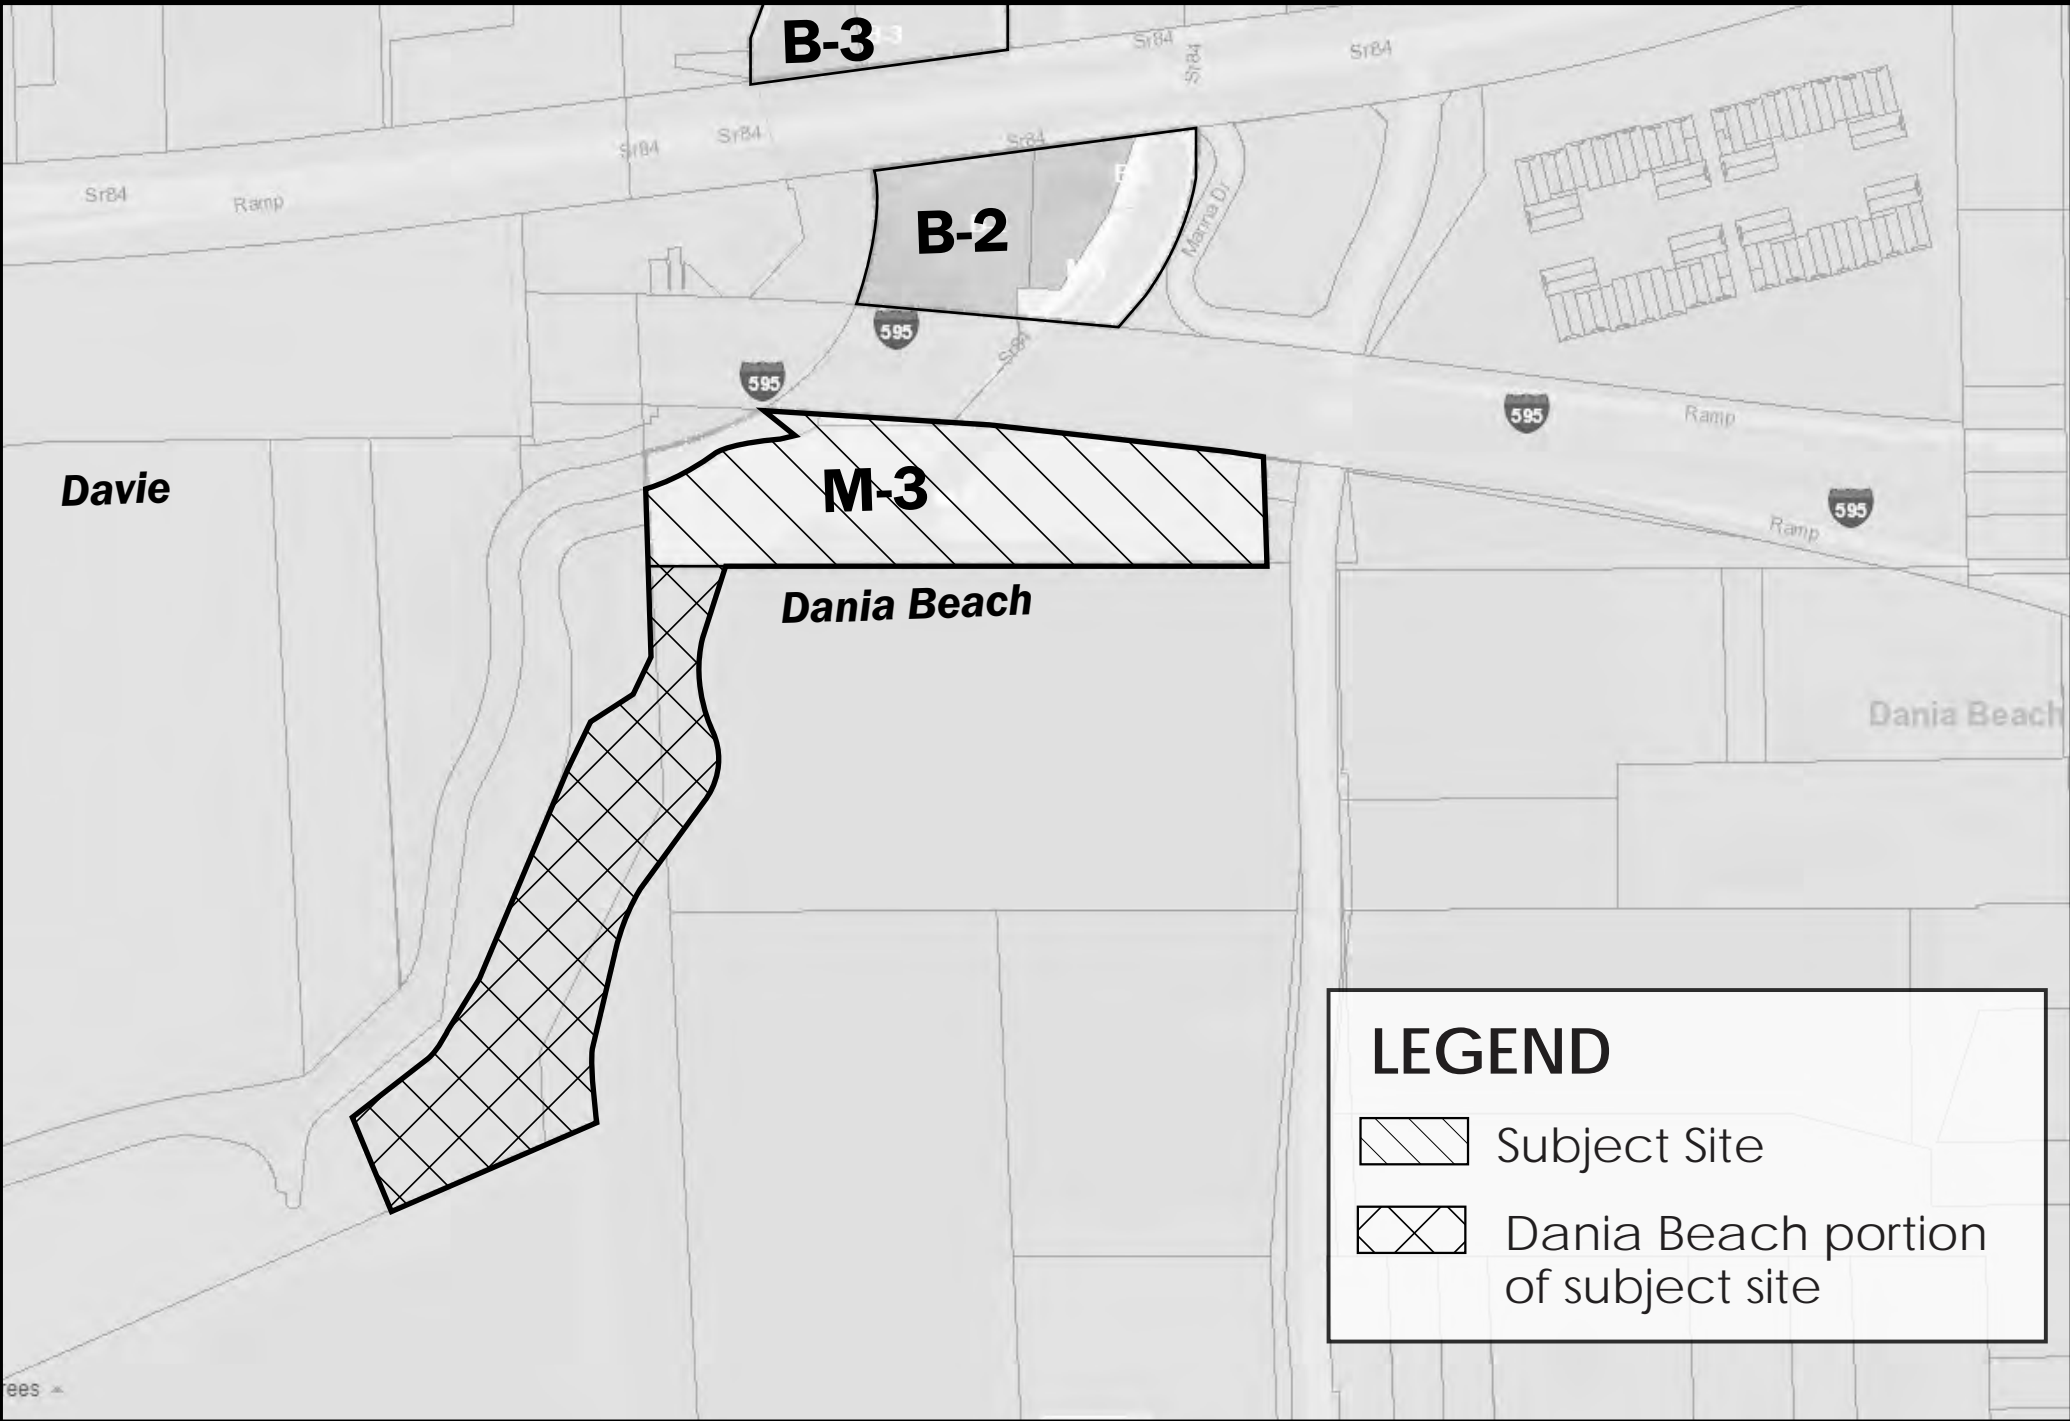 B-3
Sr84
Sr84
Sr84
Sr84
Sr84
Sr84
Sr84
Ramp
Marina Dr
B-2
Sr84
595
595
595
Ramp
595
Ramp
Davie
M-3
Dania Beach
Dania Beach
LEGEND
Subject Site
Dania Beach portion
of subject site